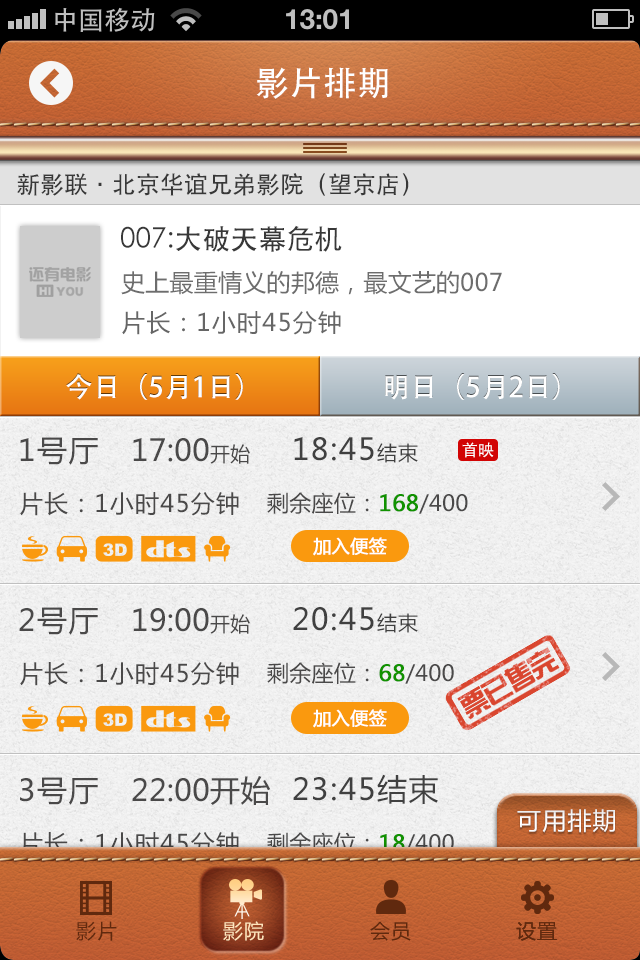 中国移动 13:01
影片排期
新影联·北京华谊兄弟影院（望京店）
还有电影
HI YOU
007:大破天幕危机
史上最重情义的邦德，最文艺的007
片长：1小时45分钟
今日（5月1日） 明日（5月2日）
1号厅 17:00开始 18:45结束 首映
片长：1小时45分钟 剩余座位：168/400
3D dts
加入便签
2号厅 19:00开始 20:45结束
片长：1小时45分钟 剩余座位：68/400
票已售完
3D dts
加入便签
3号厅 22:00开始 23:45结束
片长：1小时45分钟 剩余座位：18/400
可用排期
影片 影院 会员 设置